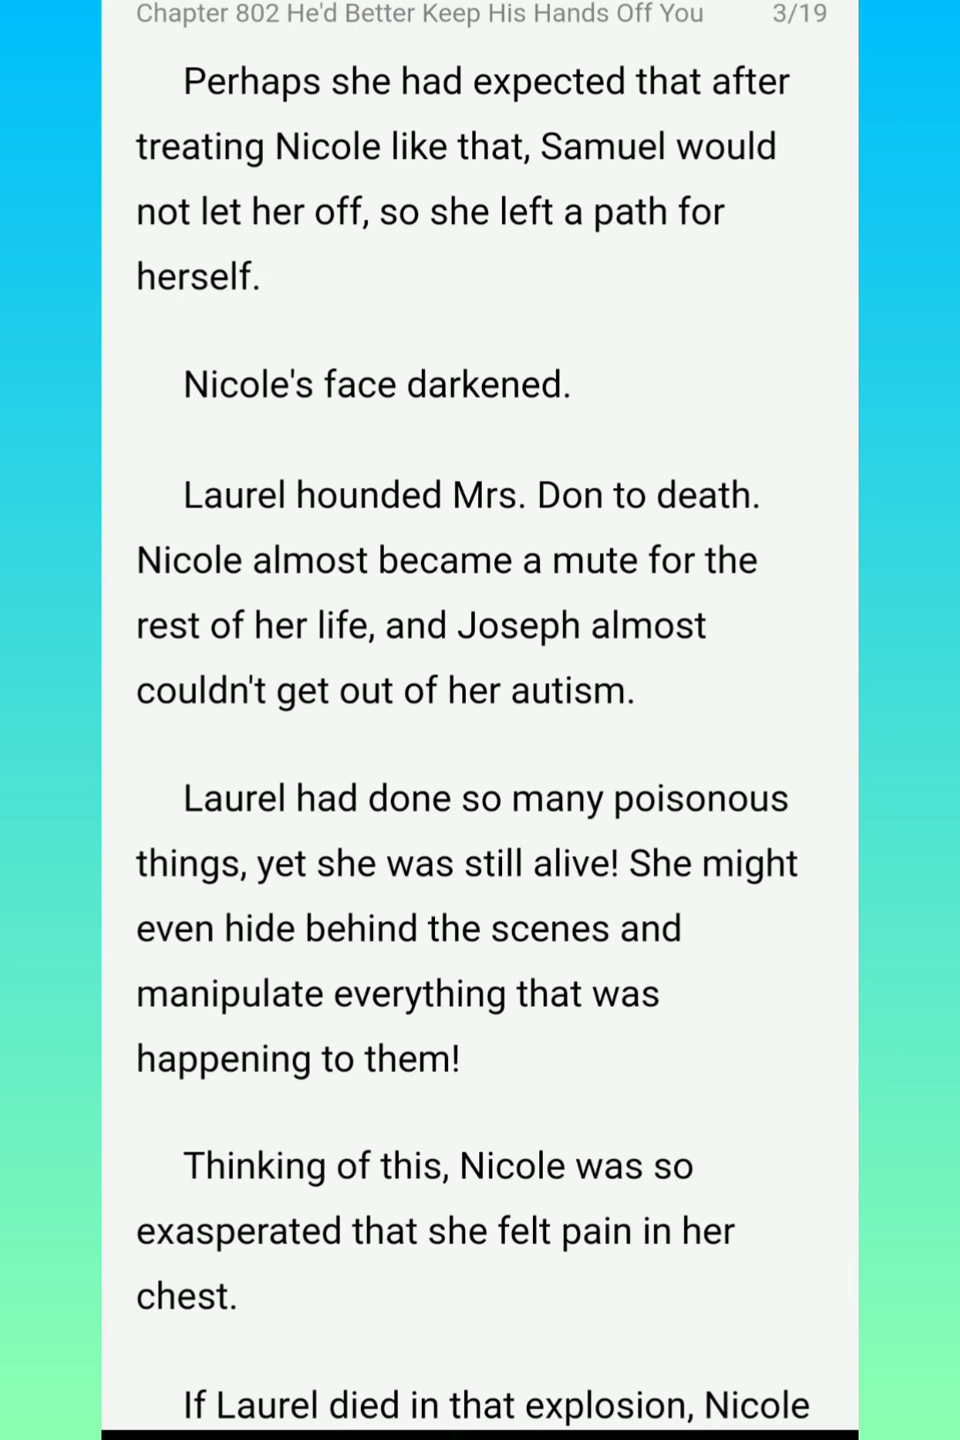 Chapter 802 He'd Better Keep His Hands Off You 3/19
Perhaps she had expected that after
treating Nicole like that, Samuel would
not let her off, so she left a path for
herself.
Nicole's face darkened.
Laurel hounded Mrs. Don to death.
Nicole almost became a mute for the
rest of her life, and Joseph almost
couldn't get out of her autism.
Laurel had done so many poisonous
things, yet she was still alive! She might
even hide behind the scenes and
manipulate everything that was
happening to them!
Thinking of this, Nicole was so
exasperated that she felt pain in her
chest.
If Laurel died in that explosion, Nicole